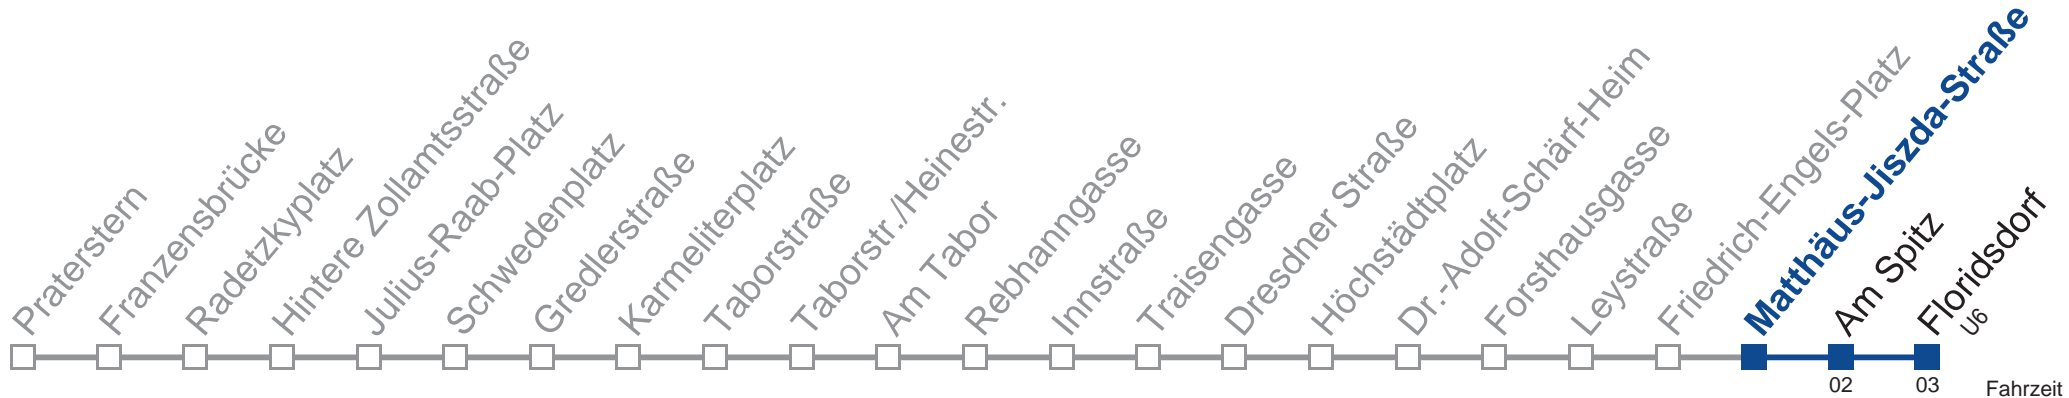 Praterstern
Franzensbrücke
Radetzkyplatz
Hintere Zollamtsstraße
Julius-Raab-Platz
Schwedenplatz
Gredlerstraße
Karmeliterplatz
Taborstraße
Taborstr./Heinestr.
Am Tabor
Rebhanngasse
Innstraße
Traisengasse
Dresdner Straße
Höchstädtplatz
Dr.-Adolf-Schärf-Heim
Forsthausgasse
Leystraße
Friedrich-Engels-Platz
Matthäus-Jiszda-Straße
Am Spitz
Floridsdorf
U6
02
03
Fahrzeit